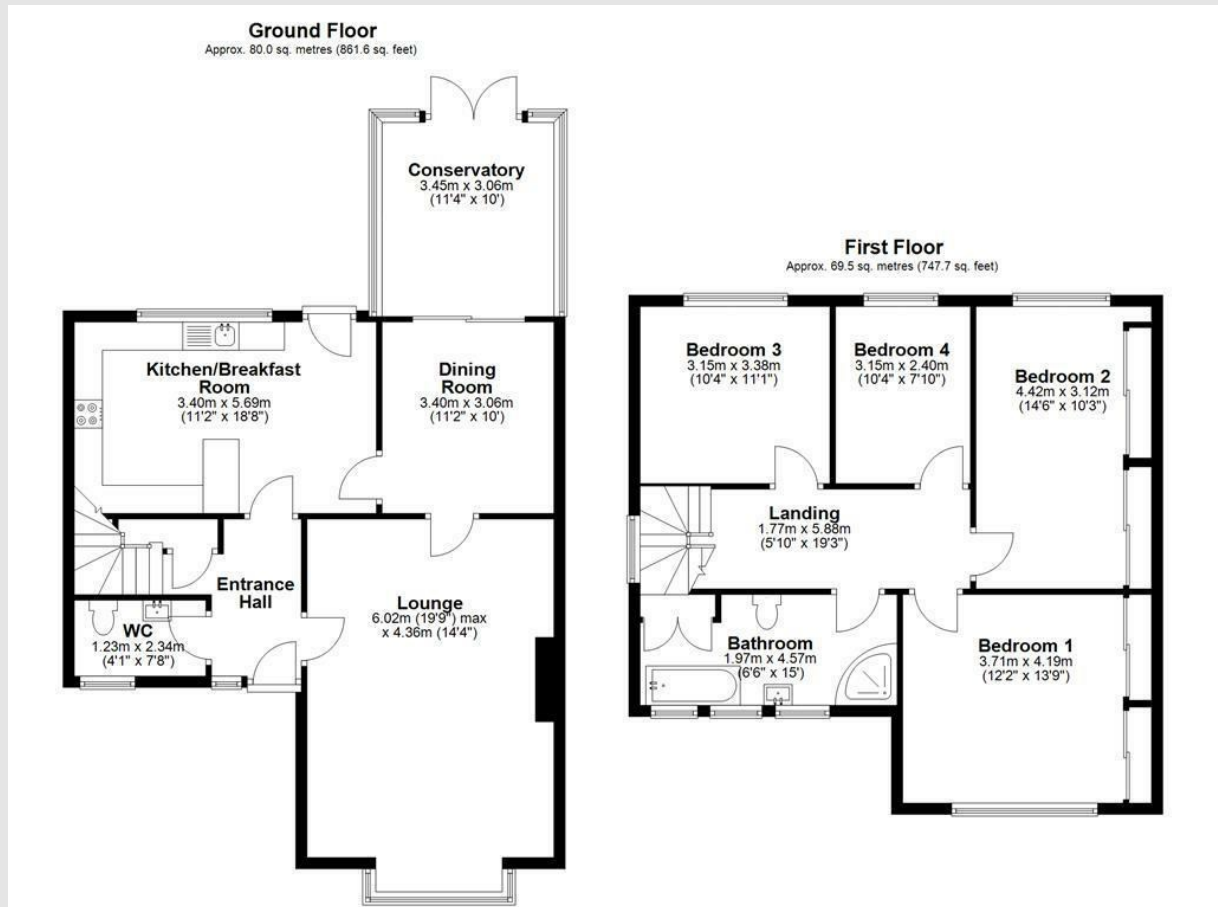 Ground Floor
Approx. 80.0 sq. metres (861.6 sq. feet)
Conservatory
3.45m x 3.06m
(11'4" x 10')
Kitchen/Breakfast
Room
3.40m x 5.69m
(11'2" x 18'8")
Dining
Room
3.40m x 3.06m
(11'2" x 10')
Entrance
Hall
WC
1.23m x 2.34m
(4'1" x 7'8")
Lounge
6.02m (19'9") max
x 4.36m (14'4")
First Floor
Approx. 69.5 sq. metres (747.7 sq. feet)
Bedroom 3
3.15m x 3.38m
(10'4" x 11'1")
Bedroom 4
3.15m x 2.40m
(10'4" x 7'10")
Bedroom 2
4.42m x 3.12m
(14'6" x 10'3")
Landing
1.77m x 5.88m
(5'10" x 19'3")
Bathroom
1.97m x 4.57m
(6'6" x 15')
Bedroom 1
3.71m x 4.19m
(12'2" x 13'9")